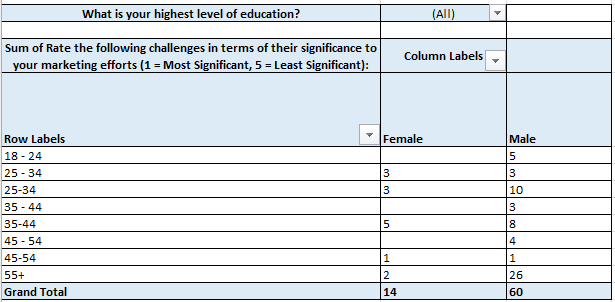 What is your highest level of education? (All)
Sum of Rate the following challenges in terms of their significance to
your marketing efforts (1 = Most Significant, 5 = Least Significant): Column Labels
Row Labels Female Male
18 - 24 5
25 - 34 3 3
25-34 3 10
35 - 44 3
35-44 5 8
45 - 54 4
45-54 1 1
55+ 2 26
Grand Total 14 60